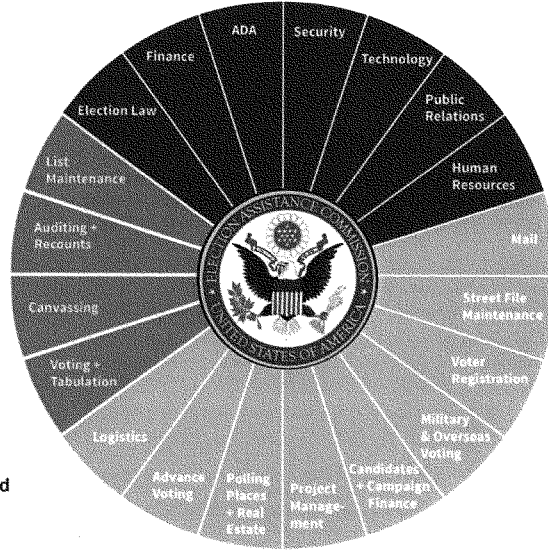 ADA
Security
Technology
Public
Relations
Human
Resources
Mail
Street File
Maintenance
Voter
Registration
Military
& Overseas
Voting
Candidates
+ Campaign
Finance
Project
Manage-
ment
Polling
Places
+ Real
Estate
Advance
Voting
Logistics
Voting +
Tabulation
Canvassing
Auditing +
Recounts
List
Maintenance
Election Law
Finance
ELECTION ASSISTANCE COMMISSION
UNITED STATES OF AMERICA
d